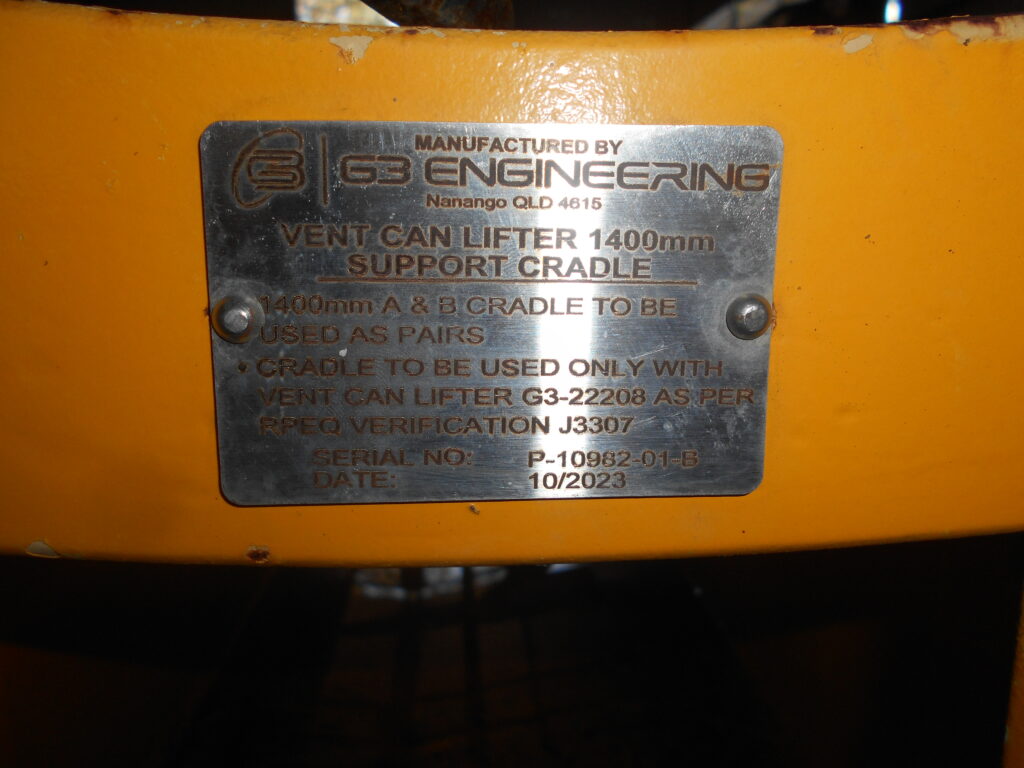 MANUFACTURED BY
G3 ENGINEERING
Nanango QLD 4615
VENT CAN LIFTER 1400mm
SUPPORT CRADLE
1400mm A & B CRADLE TO BE
USED AS PAIRS
• CRADLE TO BE USED ONLY WITH
VENT CAN LIFTER G3-22208 AS PER
RPEQ VERIFICATION J3307
SERIAL NO: P-10982-01-B
DATE: 10/2023